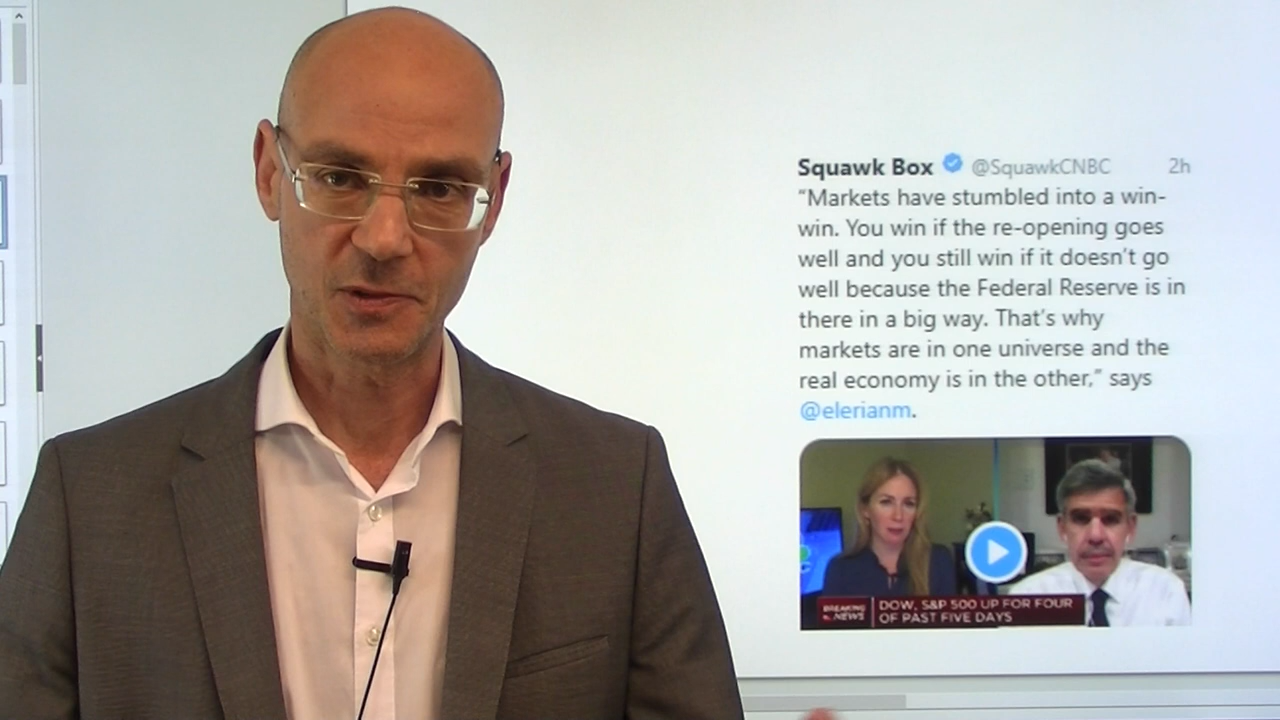 Squawk Box @SquawkCNBC 2h
“Markets have stumbled into a win-
win. You win if the re-opening goes
well and you still win if it doesn’t go
well because the Federal Reserve is in
there in a big way. That’s why
markets are in one universe and the
real economy is in the other,” says
@elerianm.
BREAKING NEWS
DOW, S&P 500 UP FOR FOUR
OF PAST FIVE DAYS